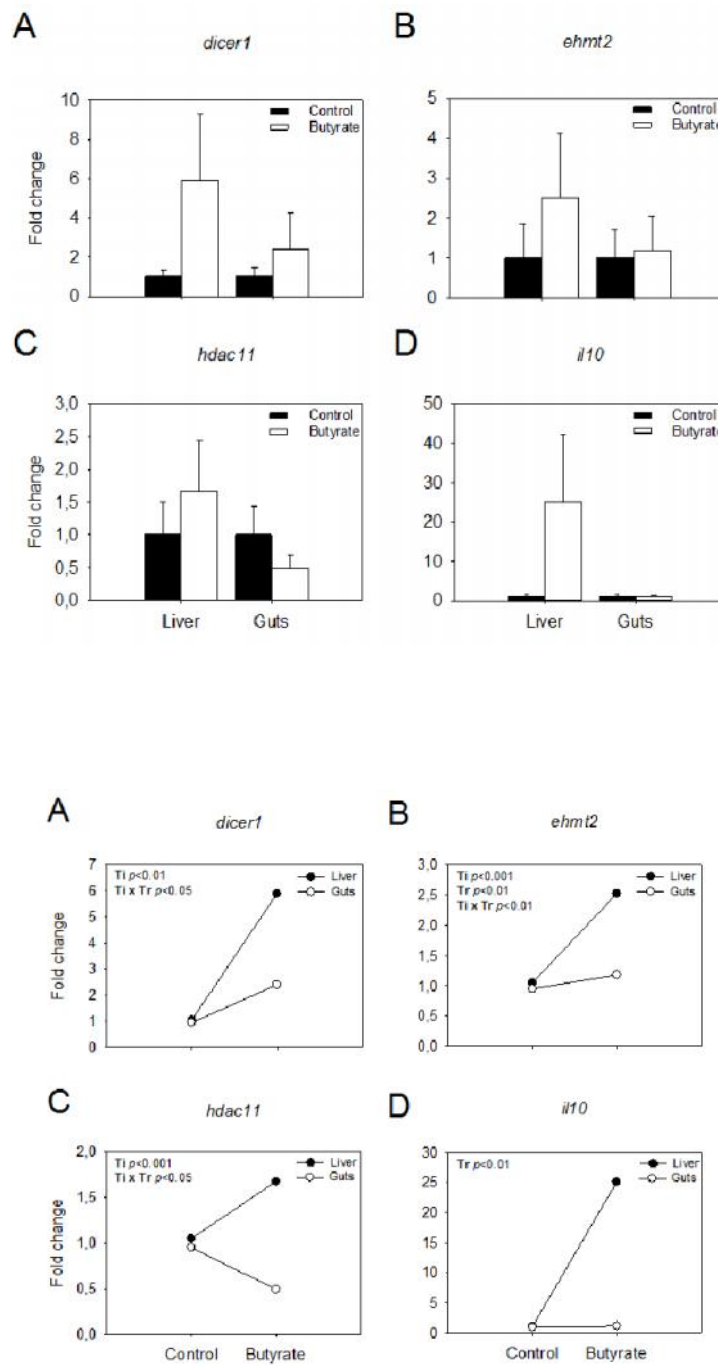 A
dicer1
Fold change
10
8
6
4
2
0
Control
Butyrate
B
ehmt2
5
4
3
2
1
0
Control
Butyrate
C
hdac11
Fold change
3,0
2,5
2,0
1,5
1,0
0,5
0,0
Control
Butyrate
Liver Guts
D
il10
50
40
30
20
10
0
Control
Butyrate
Liver Guts
A
dicer1
Fold change
7
6
5
4
3
2
1
0
Ti p<0.01
Ti x Tr p<0.05
Liver
Guts
B
ehmt2
3,0
2,5
2,0
1,5
1,0
0,5
0,0
Ti p<0.001
Tr p<0.01
Ti x Tr p<0.01
Liver
Guts
C
hdac11
Fold change
2,0
1,5
1,0
0,5
0,0
Ti p<0.001
Ti x Tr p<0.05
Liver
Guts
Control Butyrate
D
il10
30
25
20
15
10
5
0
Tr p<0.01
Liver
Guts
Control Butyrate